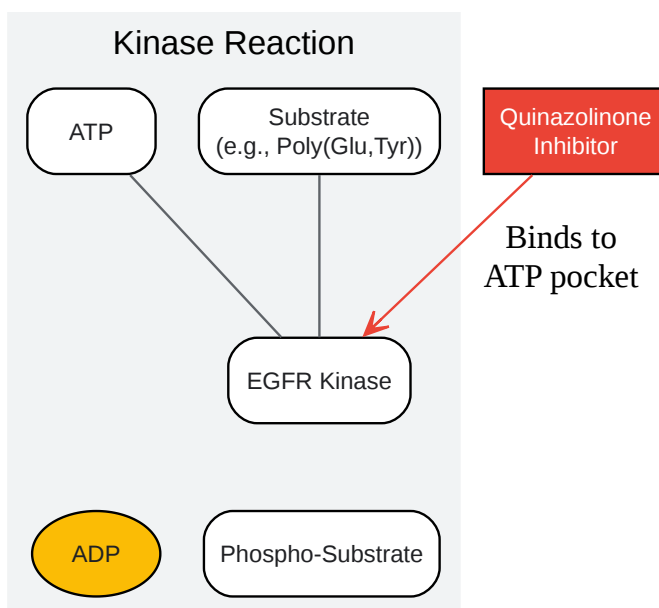 Kinase Reaction
ATP
Substrate
(e.g., Poly(Glu,Tyr))
Quinazolinone
Inhibitor
Binds to
ATP pocket
EGFR Kinase
ADP
Phospho-Substrate